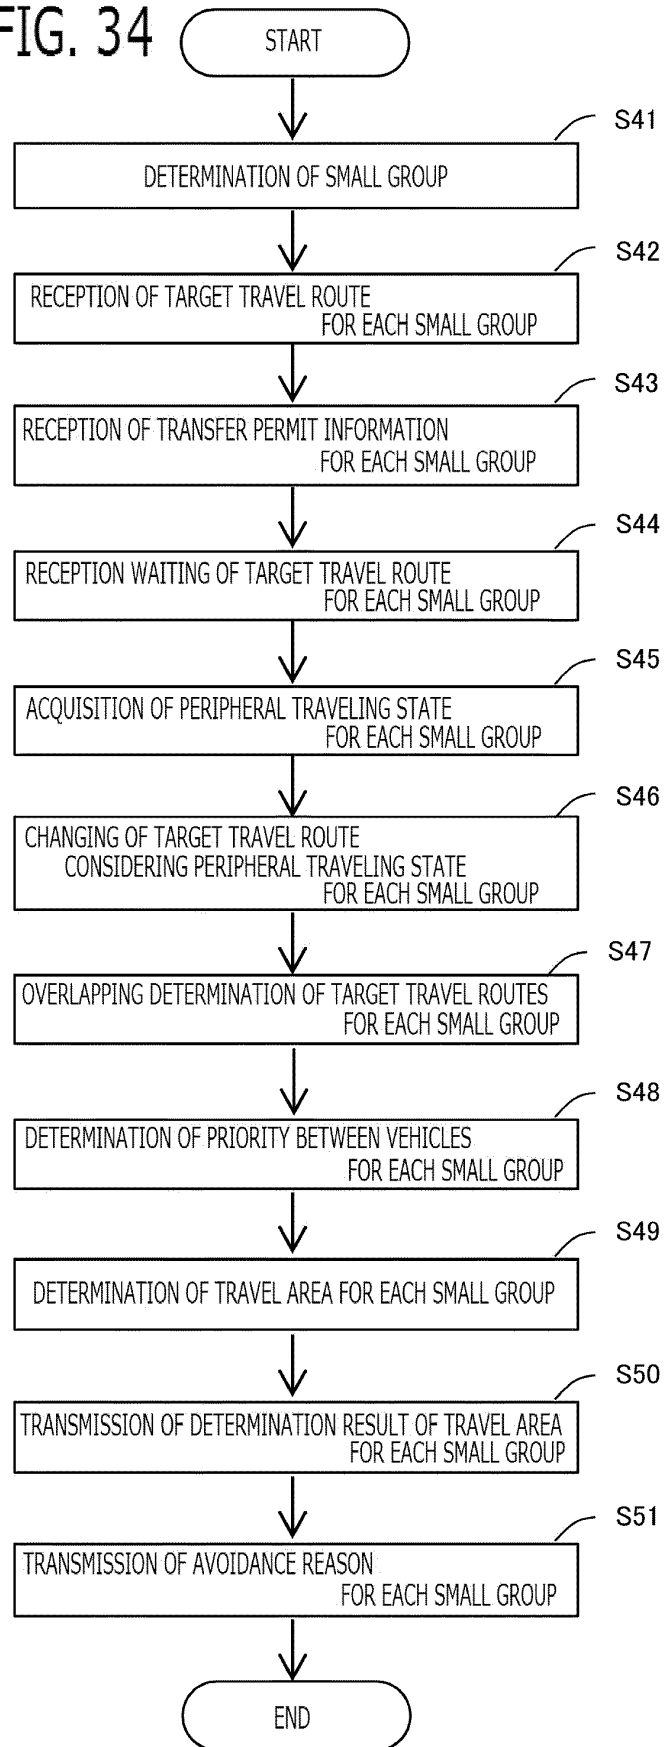 FIG. 34
START
S41
DETERMINATION OF SMALL GROUP
S42
RECEPTION OF TARGET TRAVEL ROUTE
FOR EACH SMALL GROUP
S43
RECEPTION OF TRANSFER PERMIT INFORMATION
FOR EACH SMALL GROUP
S44
RECEPTION WAITING OF TARGET TRAVEL ROUTE
FOR EACH SMALL GROUP
S45
ACQUISITION OF PERIPHERAL TRAVELING STATE
FOR EACH SMALL GROUP
S46
CHANGING OF TARGET TRAVEL ROUTE
CONSIDERING PERIPHERAL TRAVELING STATE
FOR EACH SMALL GROUP
S47
OVERLAPPING DETERMINATION OF TARGET TRAVEL ROUTES
FOR EACH SMALL GROUP
S48
DETERMINATION OF PRIORITY BETWEEN VEHICLES
FOR EACH SMALL GROUP
S49
DETERMINATION OF TRAVEL AREA FOR EACH SMALL GROUP
S50
TRANSMISSION OF DETERMINATION RESULT OF TRAVEL AREA
FOR EACH SMALL GROUP
S51
TRANSMISSION OF AVOIDANCE REASON
FOR EACH SMALL GROUP
END